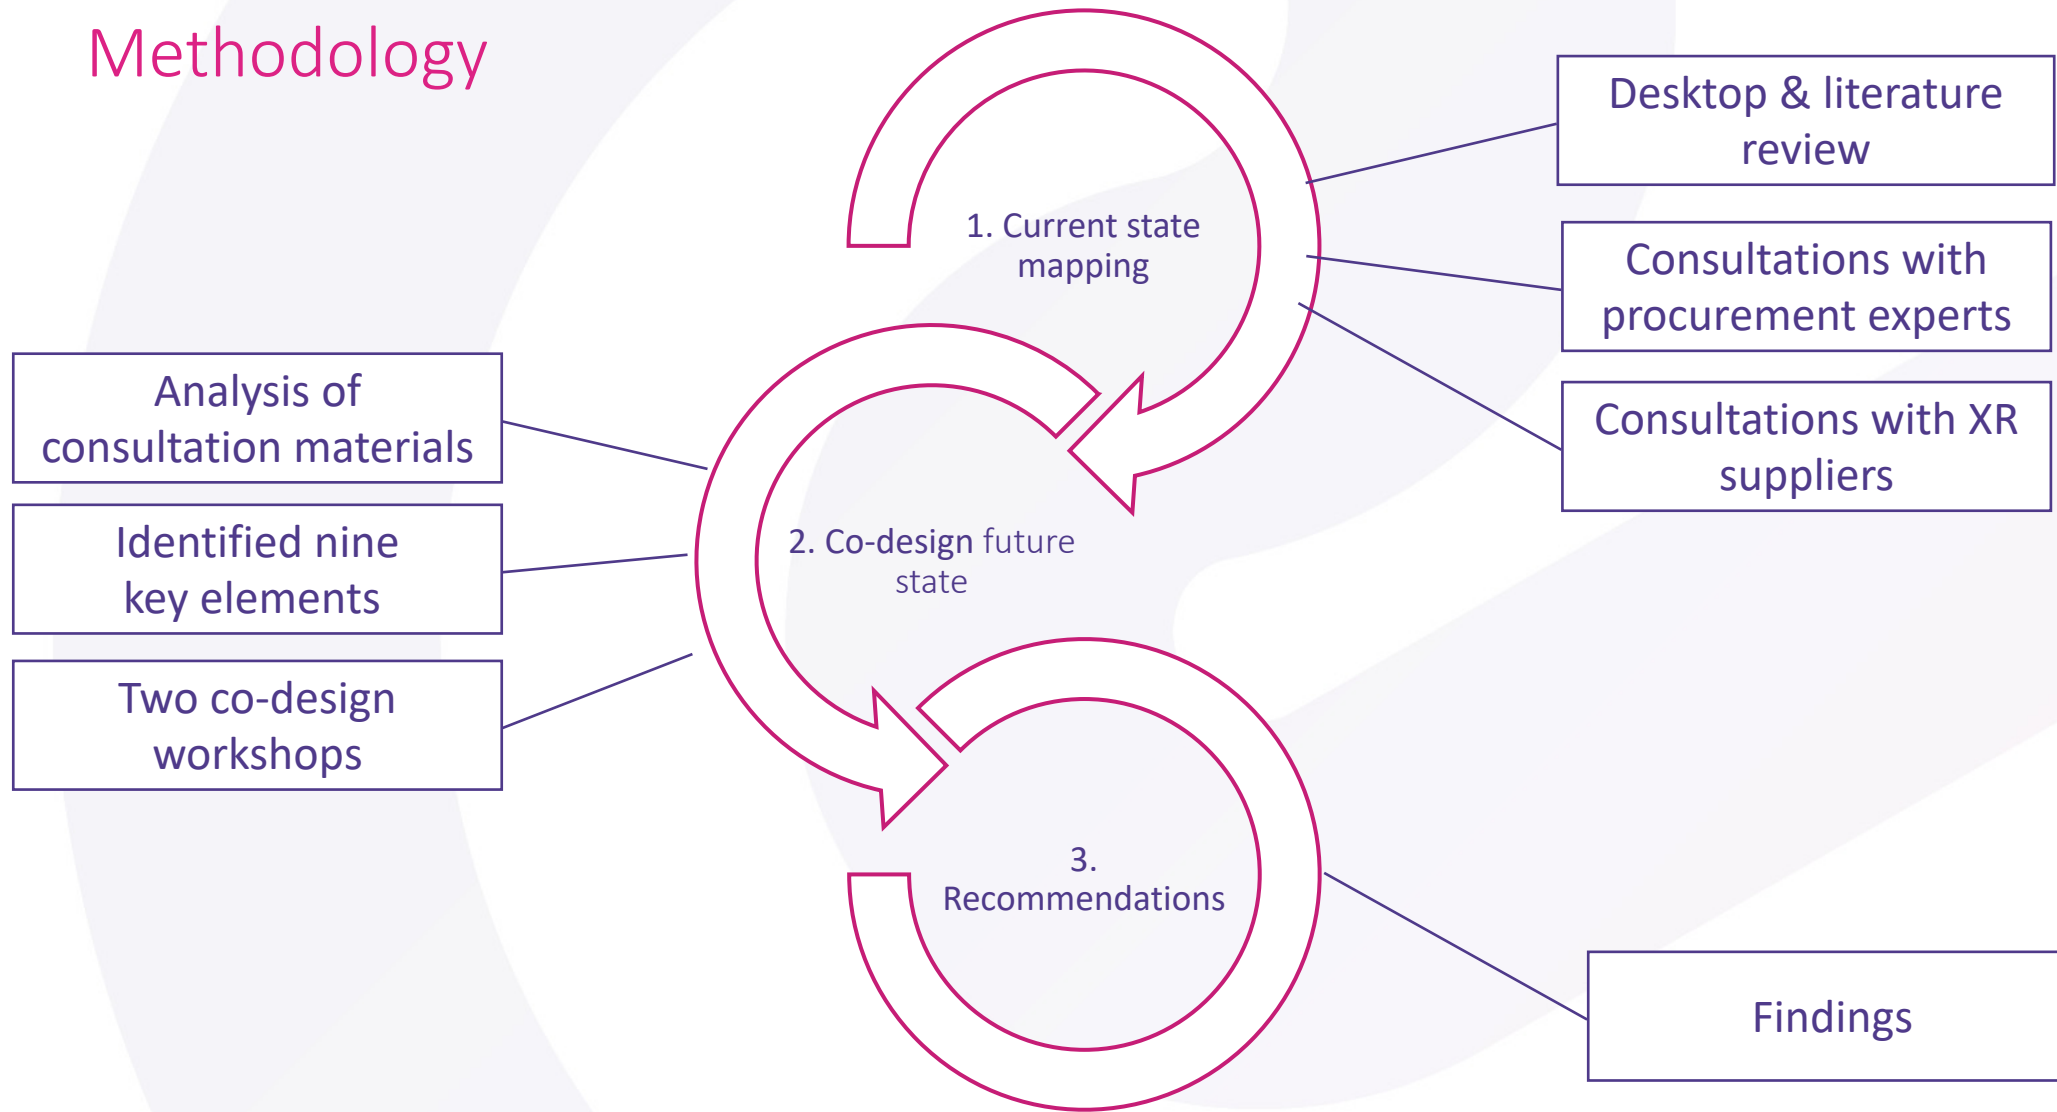 Methodology
1. Current state
mapping
Desktop & literature
review
Consultations with
procurement experts
Consultations with XR
suppliers
Analysis of
consultation materials
Identified nine
key elements
Two co-design
workshops
2. Co-design future
state
3.
Recommendations
Findings